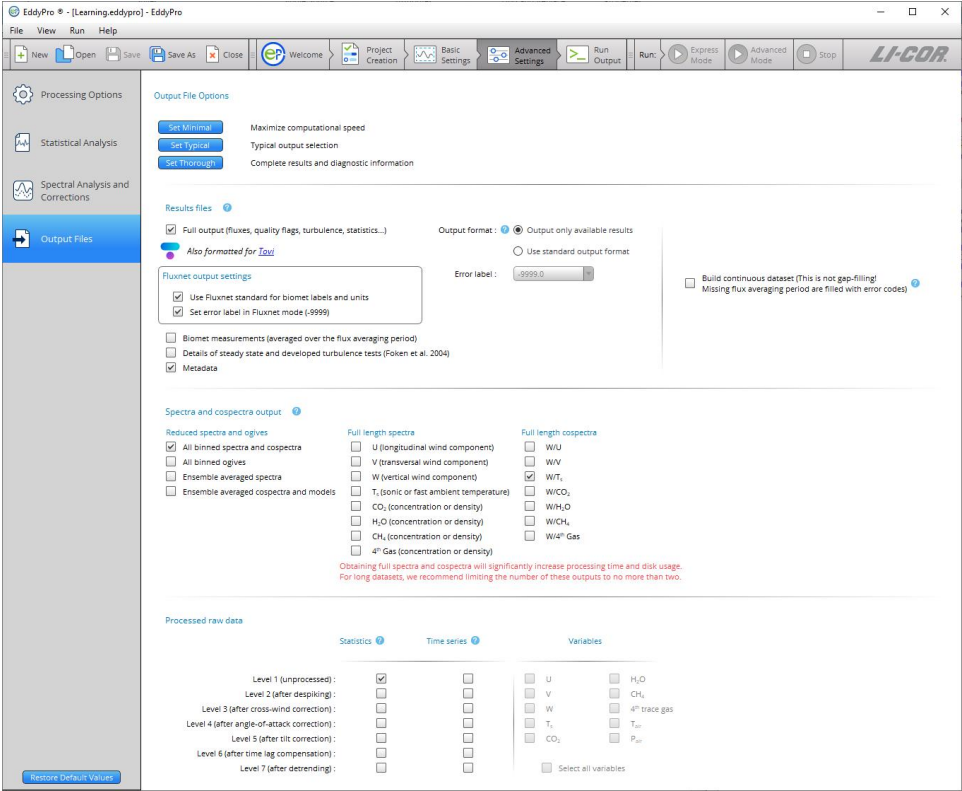 EddyPro ® - [Learning.eddypro] - EddyPro
File View Run Help
New Open Save Save As Close Welcome Project Creation Basic Settings Advanced Settings Run Output Run: Express Mode Advanced Mode Stop LI-COR.
Processing Options
Statistical Analysis
Spectral Analysis and
Corrections
Output Files
Restore Default Values
Output File Options
Set Minimal Maximize computational speed
Set Typical Typical output selection
Set Thorough Complete results and diagnostic information
Results files ?
Full output (fluxes, quality flags, turbulence, statistics...)
Also formatted for Tovi
Fluxnet output settings
Use Fluxnet standard for biomet labels and units
Set error label in Fluxnet mode (-9999)
Biomet measurements (averaged over the flux averaging period)
Details of steady state and developed turbulence tests (Foken et al. 2004)
Metadata
Output format : ? Output only available results
Use standard output format
Error label : -9999.0
Build continuous dataset (This is not gap-filling!
Missing flux averaging period are filled with error codes) ?
Spectra and cospectra output ?
Reduced spectra and ogives
All binned spectra and cospectra
All binned ogives
Ensemble averaged spectra
Ensemble averaged cospectra and models
Full length spectra
U (longitudinal wind component)
V (transversal wind component)
W (vertical wind component)
Tₛ (sonic or fast ambient temperature)
CO₂ (concentration or density)
H₂O (concentration or density)
CH₄ (concentration or density)
4ᵗʰ Gas (concentration or density)
Full length cospectra
W/U
W/V
W/Tₛ
W/CO₂
W/H₂O
W/CH₄
W/4ᵗʰ Gas
Obtaining full spectra and cospectra will significantly increase processing time and disk usage.
For long datasets, we recommend limiting the number of these outputs to no more than two.
Processed raw data
Statistics ? Time series ? Variables
Level 1 (unprocessed) :
Level 2 (after despiking) :
Level 3 (after cross-wind correction) :
Level 4 (after angle-of-attack correction) :
Level 5 (after tilt correction) :
Level 6 (after time lag compensation) :
Level 7 (after detrending) :
U H₂O
V CH₄
W 4ᵗʰ trace gas
Tₛ Tₐᵢᵣ
CO₂ Pₐᵢᵣ
Select all variables